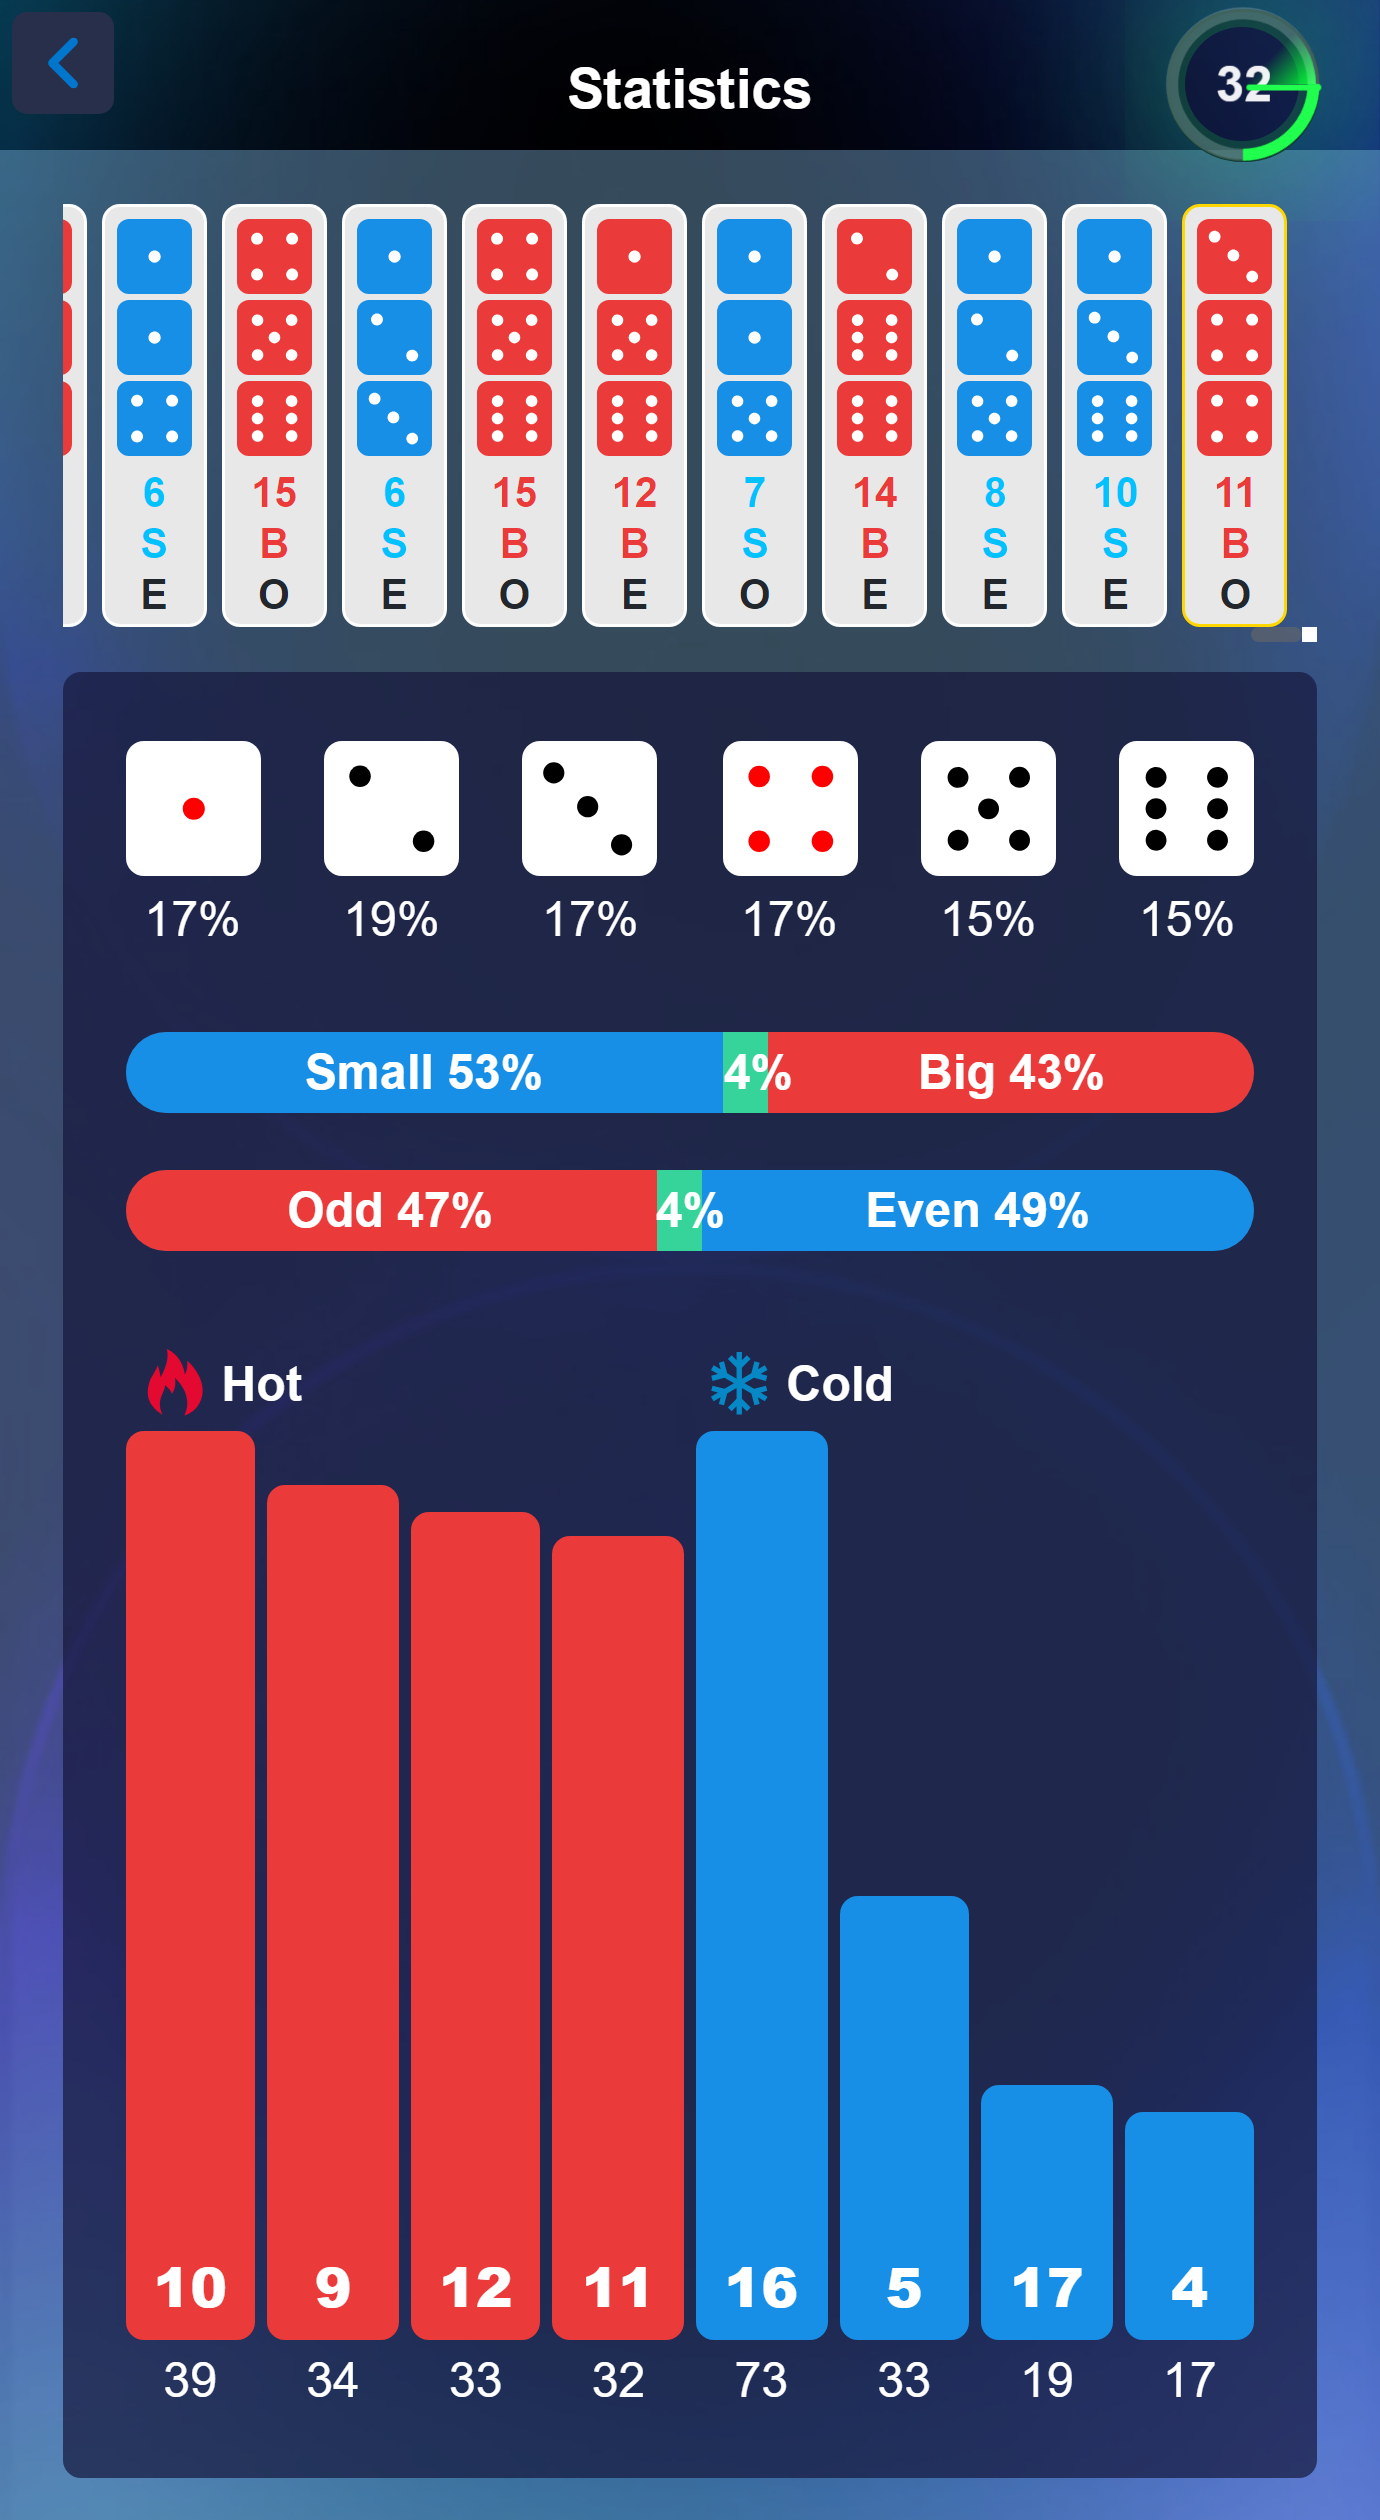 Statistics
32
6 15 6 15 12 7 14 8 10 11
S B S B B S B S S B
E O E O E O E E E O
17% 19% 17% 17% 15% 15%
Small 53% 4% Big 43%
Odd 47% 4% Even 49%
Hot Cold
10 9 12 11 16 5 17 4
39 34 33 32 73 33 19 17